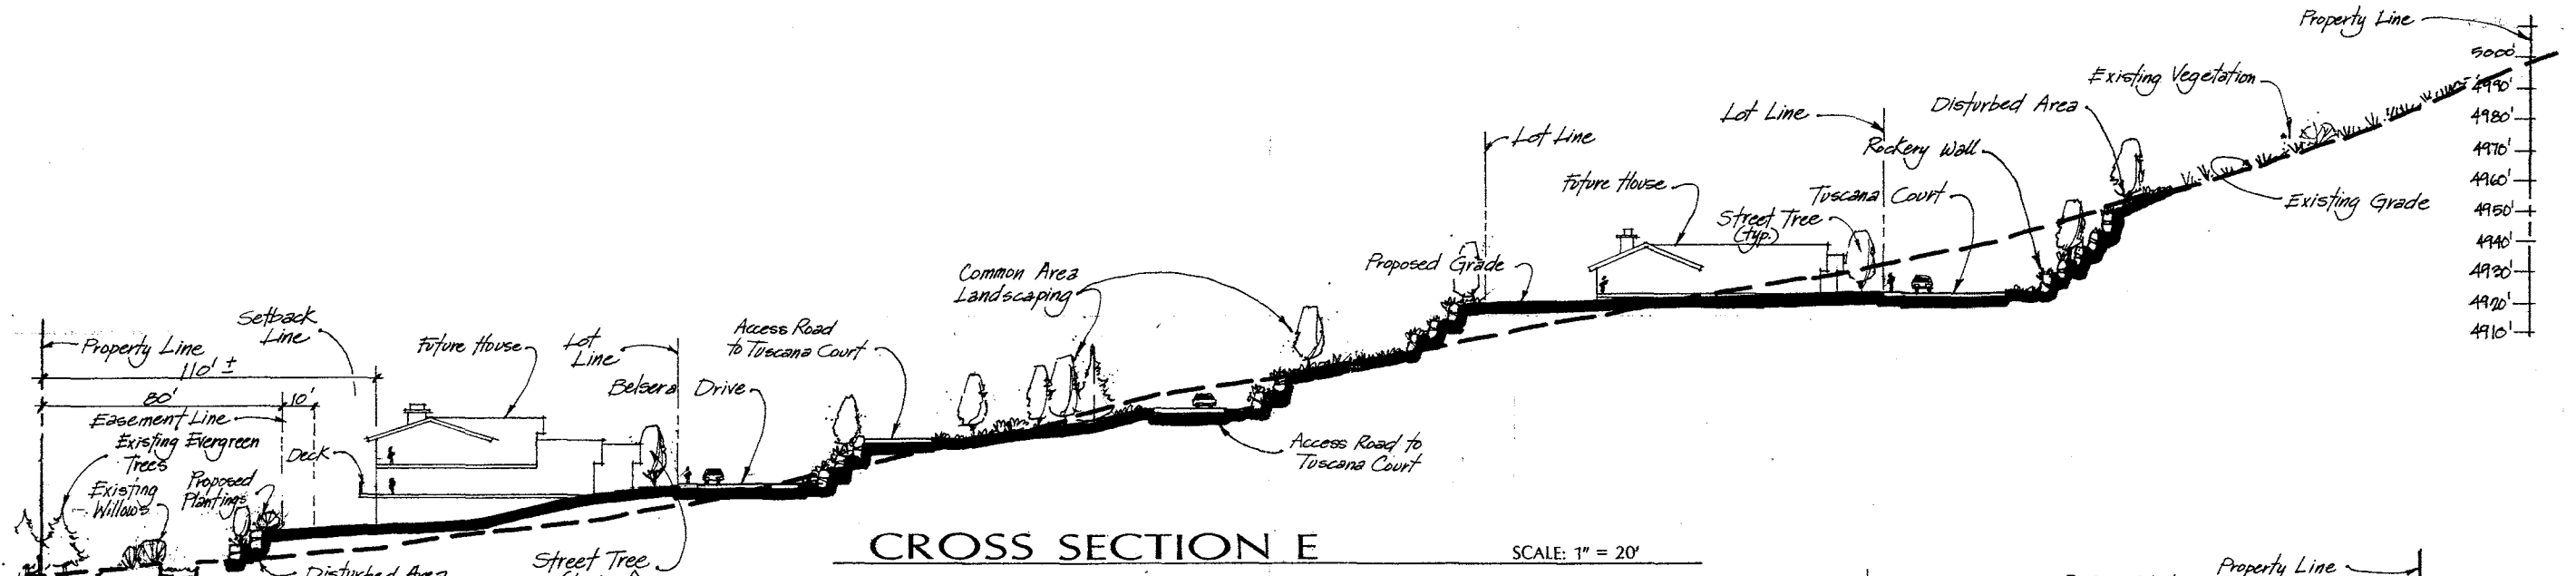 Property Line
5000'
4990'
4980'
4970'
4960'
4950'
4940'
4930'
4920'
4910'
Existing Vegetation
Disturbed Area
Lot Line
Rockery Wall
Lot Line
Future House
Tuscana Court
Street Tree
(typ.)
Existing Grade
Proposed Grade
Common Area
Landscaping
Setback
Line
Property Line
110' ±
Future House
Lot
Line
Access Road
to Tuscana Court
Belsera Drive
80'
10'
Easement Line
Existing Evergreen
Trees
Deck
Existing
Willows
Proposed
Plantings
Access Road to
Tuscana Court
Disturbed Area
Street Tree
CROSS SECTION E
SCALE: 1" = 20'
Property Line